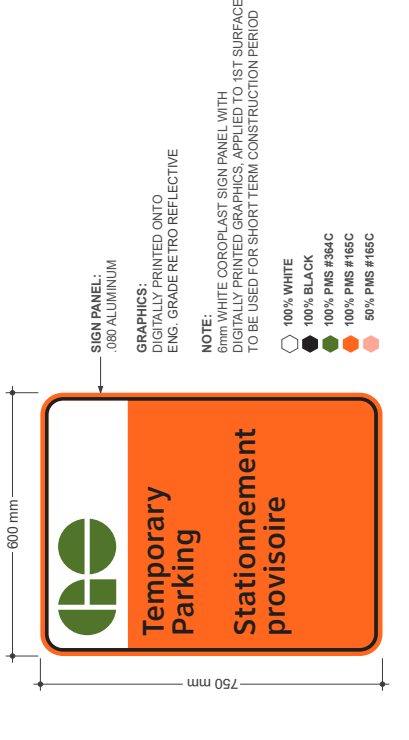 600 mm
750 mm
Temporary
Parking
Stationnement
provisoire
SIGN PANEL:
.080 ALUMINUM
GRAPHICS:
DIGITALLY PRINTED ONTO
ENG. GRADE RETRO REFLECTIVE
NOTE:
6mm WHITE COROPLAST SIGN PANEL WITH
DIGITALLY PRINTED GRAPHICS, APPLIED TO 1ST SURFACE
TO BE USED FOR SHORT TERM CONSTRUCTION PERIOD
100% WHITE
100% BLACK
100% PMS #364C
100% PMS #165C
50% PMS #165C